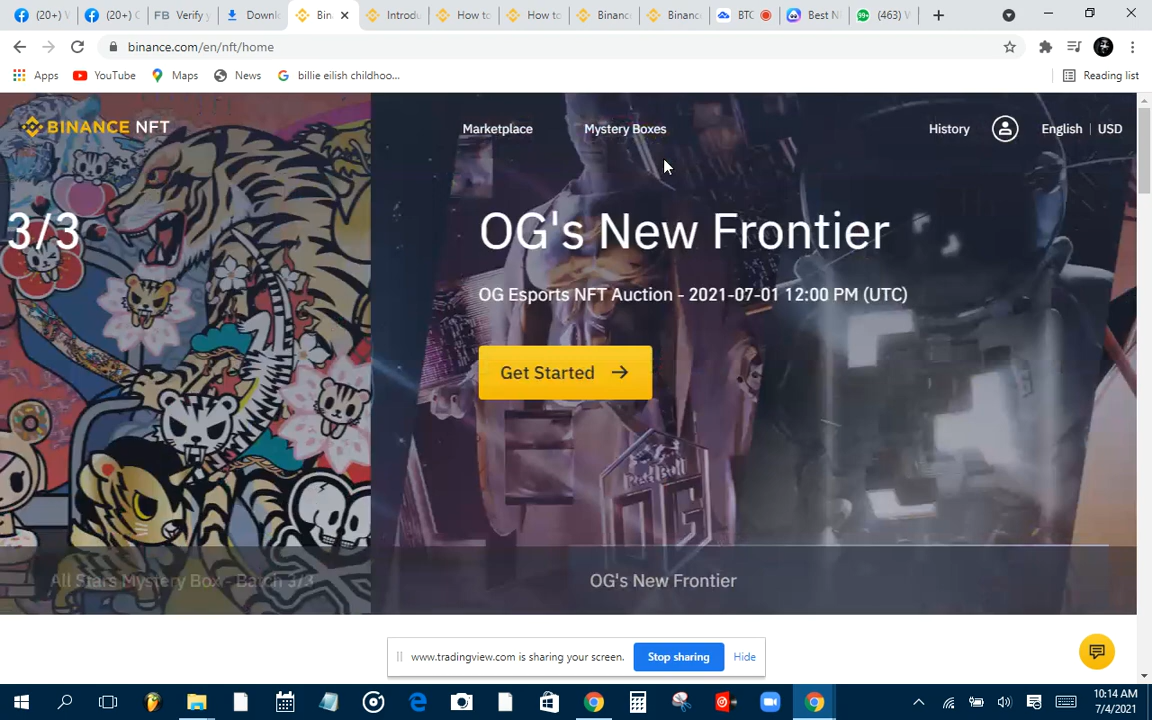 (20+)
(20+)
FB Verify
Downl
Bin
Introdu
How to
How to
Binanc
Binanc
BTC
Best N
(463)
binance.com/en/nft/home
Apps
YouTube
Maps
News
billie eilish childhoo...
Reading list
BINANCE NFT
Marketplace
Mystery Boxes
History
English | USD
3/3
OG's New Frontier
OG Esports NFT Auction - 2021-07-01 12:00 PM (UTC)
Get Started →
Red Bull
OG
All Stars Mystery Box - Batch 3/3
OG's New Frontier
www.tradingview.com is sharing your screen.
Stop sharing
Hide
10:14 AM
7/4/2021